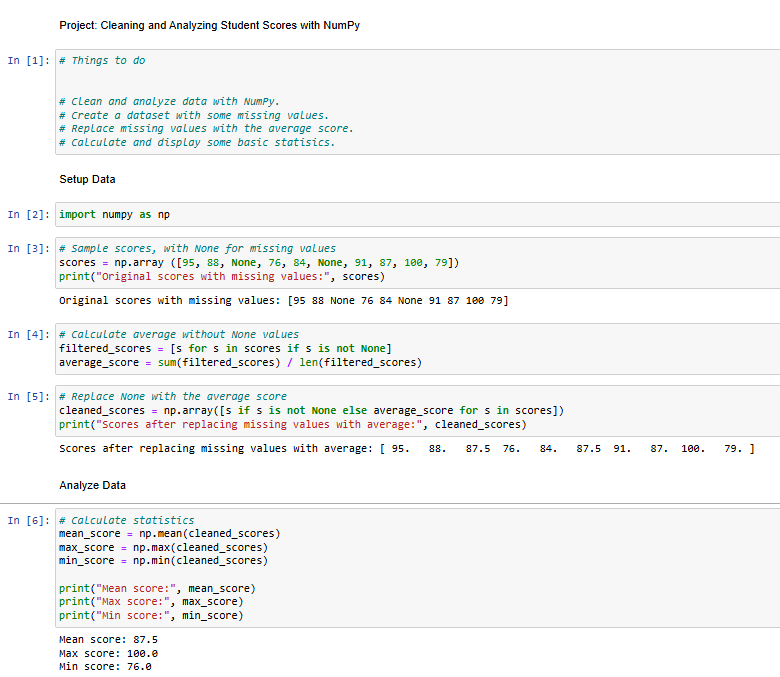 Project: Cleaning and Analyzing Student Scores with NumPy
In [1]: # Things to do
# Clean and analyze data with NumPy.
# Create a dataset with some missing values.
# Replace missing values with the average score.
# Calculate and display some basic statisics.
Setup Data
In [2]: import numpy as np
In [3]: # Sample scores, with None for missing values
scores = np.array ([95, 88, None, 76, 84, None, 91, 87, 100, 79])
print("Original scores with missing values:", scores)
Original scores with missing values: [95 88 None 76 84 None 91 87 100 79]
In [4]: # Calculate average without None values
filtered_scores = [s for s in scores if s is not None]
average_score = sum(filtered_scores) / len(filtered_scores)
In [5]: # Replace None with the average score
cleaned_scores = np.array([s if s is not None else average_score for s in scores])
print("Scores after replacing missing values with average:", cleaned_scores)
Scores after replacing missing values with average: [ 95.   88.   87.5  76.   84.   87.5  91.   87.  100.   79. ]
Analyze Data
In [6]: # Calculate statistics
mean_score = np.mean(cleaned_scores)
max_score = np.max(cleaned_scores)
min_score = np.min(cleaned_scores)
print("Mean score:", mean_score)
print("Max score:", max_score)
print("Min score:", min_score)
Mean score: 87.5
Max score: 100.0
Min score: 76.0